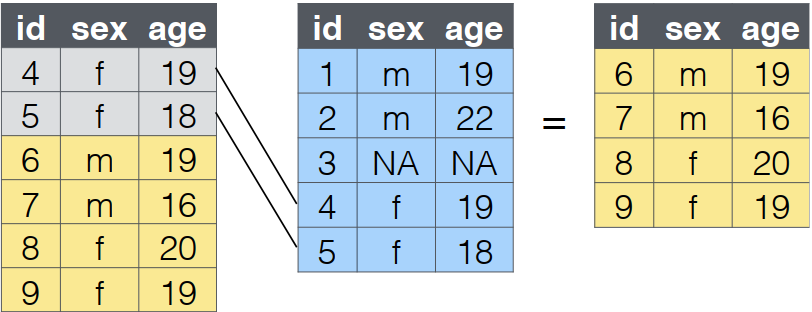 id sex age
4 f 19
5 f 18
6 m 19
7 m 16
8 f 20
9 f 19
id sex age
1 m 19
2 m 22
3 NA NA
4 f 19
5 f 18
=
id sex age
6 m 19
7 m 16
8 f 20
9 f 19